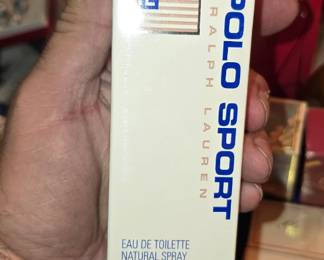 POLO SPORT
RALPH LAUREN
EAU DE TOILETTE
NATURAL SPRAY